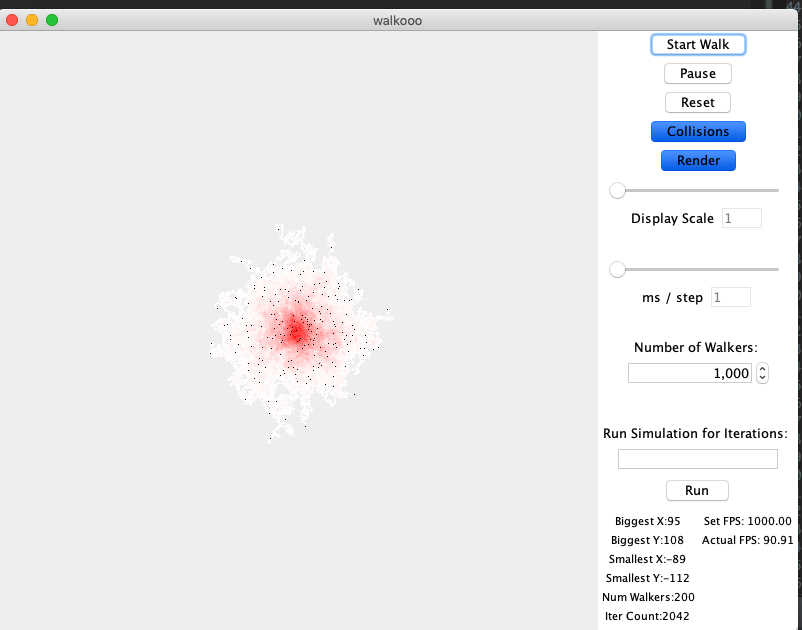 walkooo
Start Walk
Pause
Reset
Collisions
Render
Display Scale 1
ms / step 1
Number of Walkers:
1,000
Run Simulation for Iterations:
Run
Biggest X:95 Set FPS: 1000.00
Biggest Y:108 Actual FPS: 90.91
Smallest X:-89
Smallest Y:-112
Num Walkers:200
Iter Count:2042